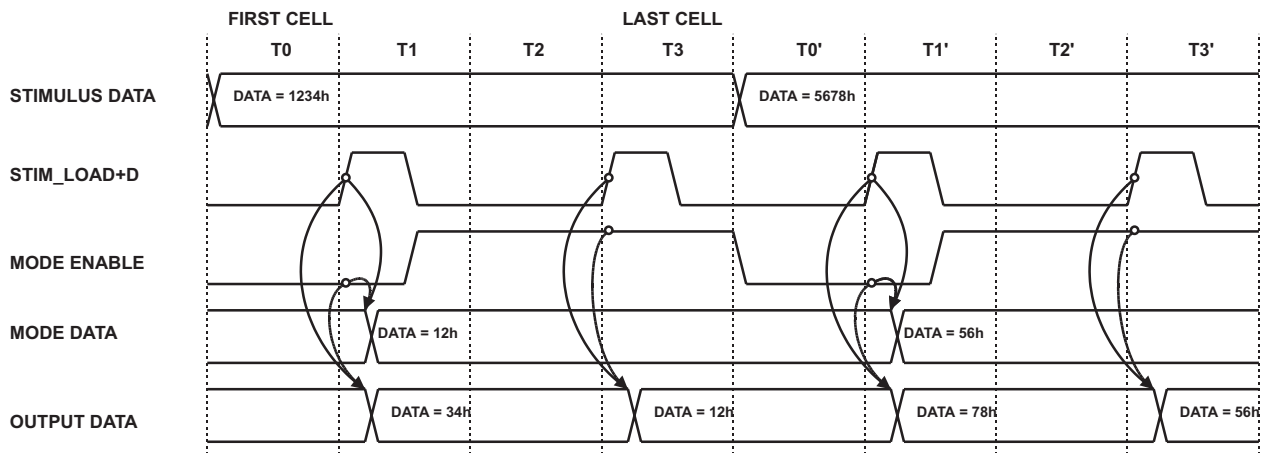 FIRST CELL LAST CELL
T0 T1 T2 T3 T0' T1' T2' T3'
STIMULUS DATA DATA = 1234h DATA = 5678h
STIM_LOAD+D
MODE ENABLE
MODE DATA DATA = 12h DATA = 56h
OUTPUT DATA DATA = 34h DATA = 12h DATA = 78h DATA = 56h